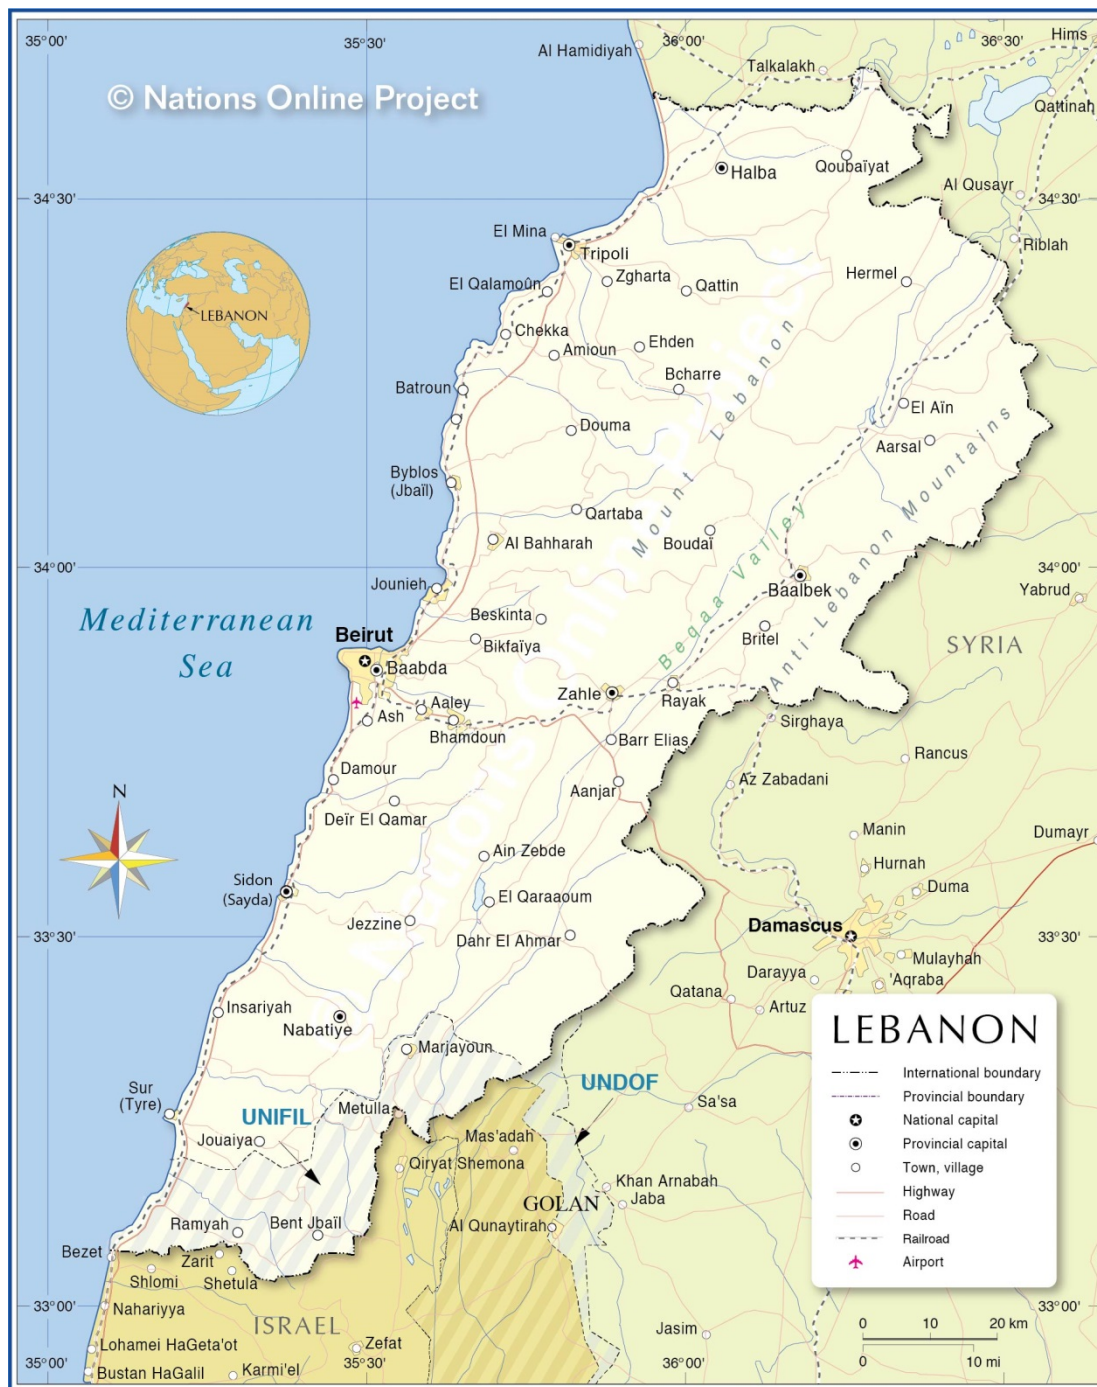 35°00'
35°30'
36°00'
36°30'
Hims
Al Hamidiyah
Talkalakh
© Nations Online Project
Qattinah
Qoubaïyat
Halba
Al Qusayr
34°30'
34°30'
El Mina
Riblah
Tripoli
Zgharta
Hermel
El Qalamoûn
Qattin
LEBANON
Chekka
Ehden
Amioun
Bcharre
Batroun
El Aïn
Douma
Aarsal
Byblos
(Jbaïl)
Mount Lebanon
Qartaba
Al Bahharah
Boudaï
34°00'
34°00'
Jounieh
Baalbek
Yabrud
Beqaa Valley
Anti-Lebanon Mountains
Mediterranean
Sea
Beskinta
Bikfaïya
Britel
Beirut
SYRIA
Baabda
Zahle
Rayak
Aaley
Ash
Bhamdoun
Sirghaya
Barr Elias
Rancus
Damour
Aanjar
Az Zabadani
N
Deïr El Qamar
Manin
Dumayr
Ain Zebde
Hurnah
Sidon
(Sayda)
El Qaraaoum
Duma
Jezzine
Damascus
33°30'
Dahr El Ahmar
33°30'
Mulayhah
Darayya
'Aqraba
Qatana
Artuz
Insariyah
Nabatiye
© Nations Online Project
Marjayoun
UNDOF
Sur
(Tyre)
UNIFIL
Metulla
Sa'sa
Jouaiya
Mas'adah
Qiryat Shemona
Khan Arnabah
Jaba
GOLAN
Ramyah
Bent Jbaïl
Al Qunaytirah
Bezet
Zarit
Shlomi
Shetula
33°00'
Nahariyya
33°00'
ISRAEL
Jasim
Lohamei HaGeta'ot
Zefat
Bustan HaGalil
Karmi'el
35°00'
35°30'
36°00'
LEBANON
International boundary
Provincial boundary
National capital
Provincial capital
Town, village
Highway
Road
Railroad
Airport
0 10 20 km
0 10 mi